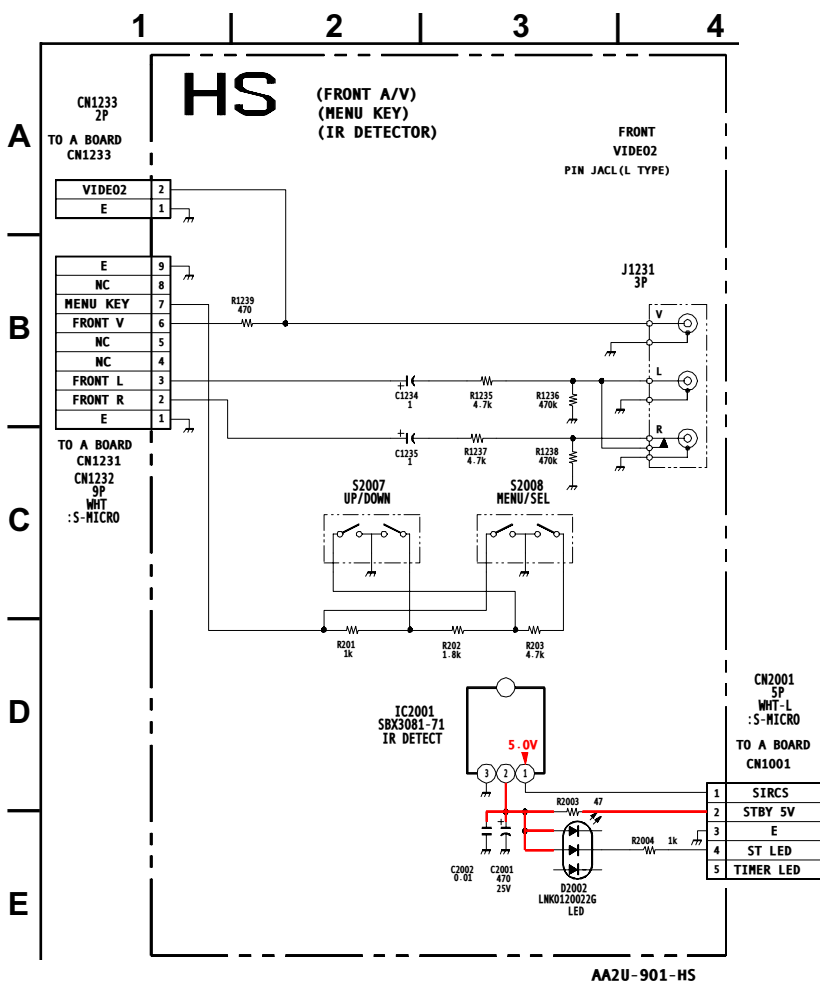 1 2 3 4
HS
(FRONT A/V)
(MENU KEY)
(IR DETECTOR)
A
CN1233
2P
TO A BOARD
CN1233
FRONT
VIDEO2
PIN JACL(L TYPE)
VIDEO2 2
E 1
B
E 9
NC 8
MENU KEY 7
FRONT V 6
NC 5
NC 4
FRONT L 3
FRONT R 2
E 1
R1239
470
J1231
3P
V
L
R
+
C1234
1
R1235
4.7k
R1236
470k
+
C1235
1
R1237
4.7k
R1238
470k
TO A BOARD
CN1231
CN1232
9P
WHT
:S-MICRO
C
S2007
UP/DOWN
S2008
MENU/SEL
R201
1k
R202
1.8k
R203
4.7k
D
IC2001
SBX3081-71
IR DETECT
5.0V
3 2 1
CN2001
5P
WHT-L
:S-MICRO
TO A BOARD
CN1001
1 SIRCS
2 STBY 5V
3 E
4 ST LED
5 TIMER LED
R2003 47
R2004 1k
E
C2002
0.01
+
C2001
470
25V
D2002
LNK0120022G
LED
AA2U-901-HS